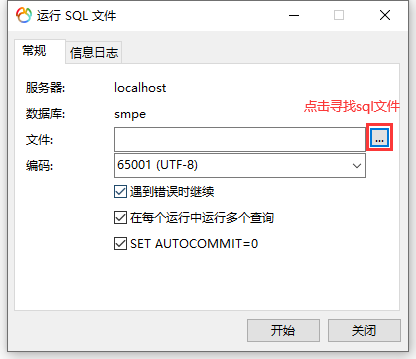 运行 SQL 文件
常规 信息日志
服务器: localhost
点击寻找sql文件
数据库: smpe
文件: ...
编码: 65001 (UTF-8)
遇到错误时继续
在每个运行中运行多个查询
SET AUTOCOMMIT=0
开始 关闭